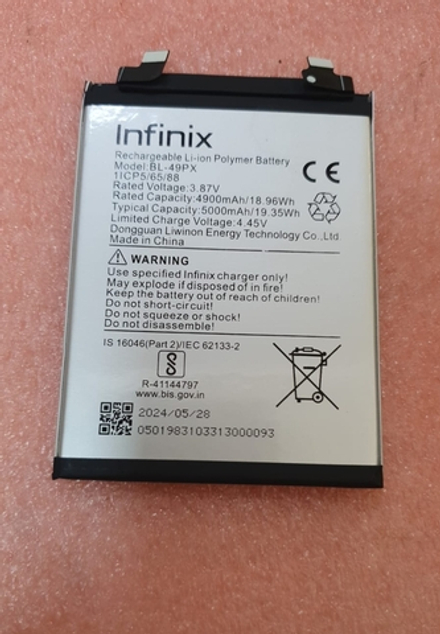 Infinix
Rechargeable Li-ion Polymer Battery
Model:BL-49PX
1ICP5/65/88
Rated Voltage:3.87V
Rated Capacity:4900mAh/18.96Wh
Typical Capacity:5000mAh/19.35Wh
Limited Charge Voltage:4.45V
Dongguan Liwinon Energy Technology Co.,Ltd.
Made in China
CE
WARNING
Use specified Infinix charger only!
May explode if disposed of in fire!
Keep the battery out of reach of children!
Do not short-circuit!
Do not squeeze or shock!
Do not disassemble!
IS 16046(Part 2)/IEC 62133-2
R-41144797
www.bis.gov.in
2024/05/28
0501983103313000093